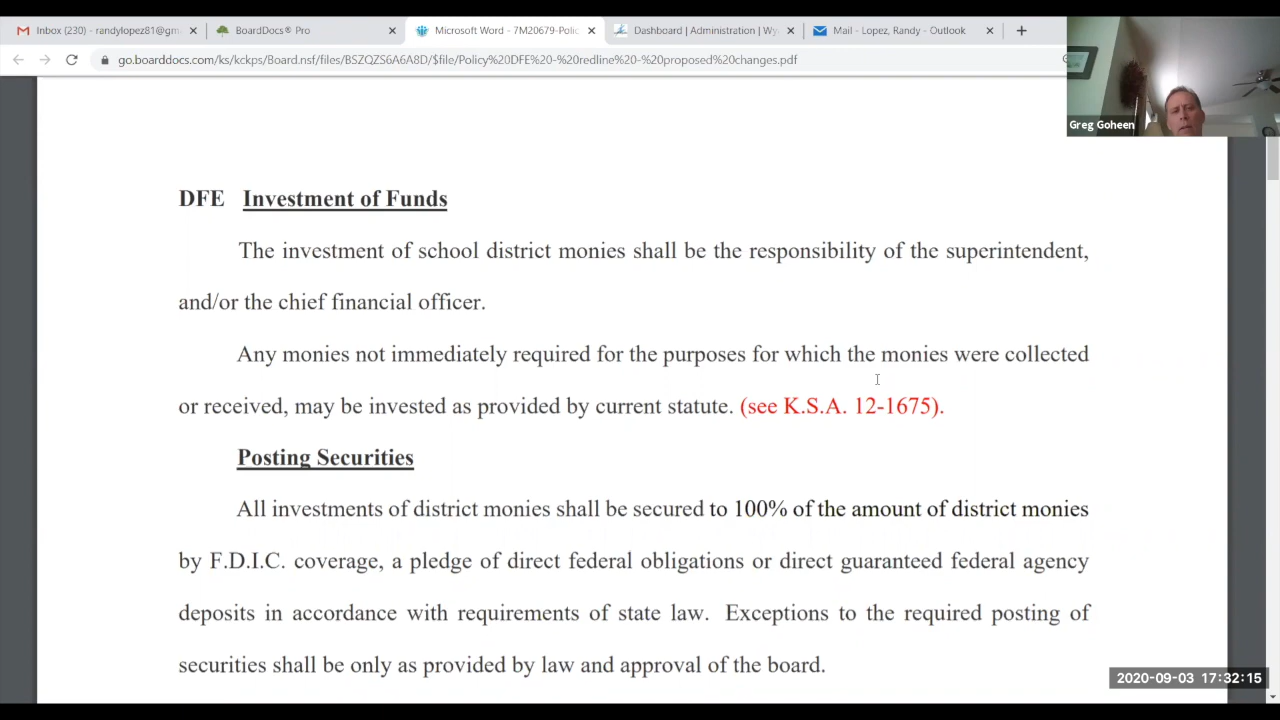 Inbox (230) - randylopez81@gm
BoardDocs® Pro
Microsoft Word - 7M20679-Polic
Dashboard | Administration | Wy
Mail - Lopez, Randy - Outlook
go.boarddocs.com/ks/kckps/Board.nsf/files/BSZQZS6A6A8D/$file/Policy%20DFE%20-%20redline%20-%20proposed%20changes.pdf
Greg Goheen
DFE Investment of Funds
The investment of school district monies shall be the responsibility of the superintendent,
and/or the chief financial officer.
Any monies not immediately required for the purposes for which the monies were collected
or received, may be invested as provided by current statute. (see K.S.A. 12-1675).
Posting Securities
All investments of district monies shall be secured to 100% of the amount of district monies
by F.D.I.C. coverage, a pledge of direct federal obligations or direct guaranteed federal agency
deposits in accordance with requirements of state law. Exceptions to the required posting of
securities shall be only as provided by law and approval of the board.
2020-09-03 17:32:15